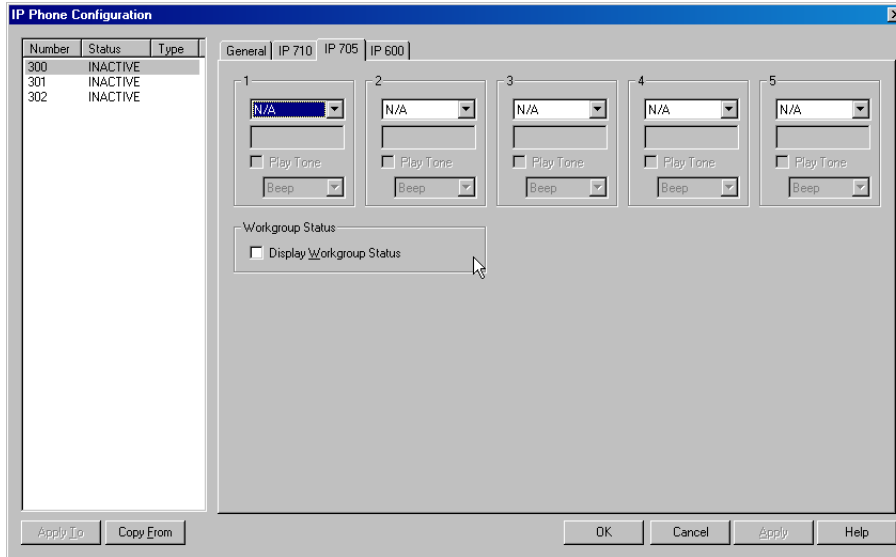 IP Phone Configuration
Number Status Type
300 INACTIVE
301 INACTIVE
302 INACTIVE
General IP 710 IP 705 IP 600
1 2 3 4 5
N/A N/A N/A N/A N/A
Play Tone Play Tone Play Tone Play Tone Play Tone
Beep Beep Beep Beep Beep
Workgroup Status
Display Workgroup Status
Apply To Copy From OK Cancel Apply Help